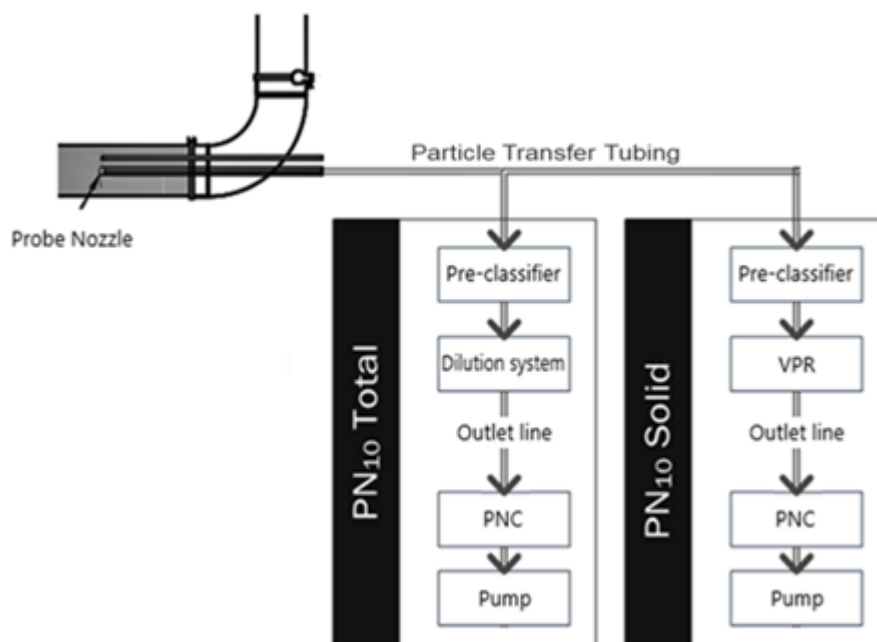 Particle Transfer Tubing
Probe Nozzle
PN₁₀ Total
Pre-classifier
Dilution system
Outlet line
PNC
Pump
PN₁₀ Solid
Pre-classifier
VPR
Outlet line
PNC
Pump